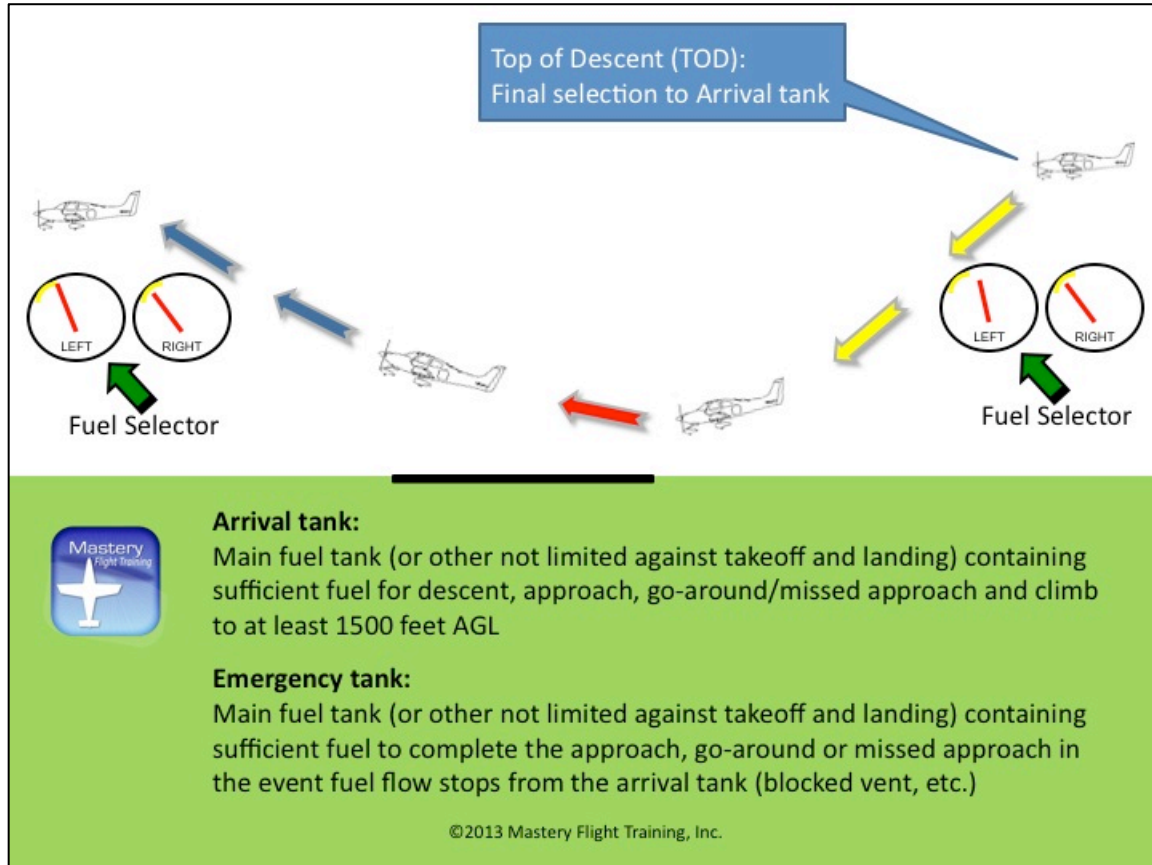 Top of Descent (TOD):
Final selection to Arrival tank
LEFT
RIGHT
Fuel Selector
LEFT
RIGHT
Fuel Selector
Mastery
Flight Training
Arrival tank:
Main fuel tank (or other not limited against takeoff and landing) containing
sufficient fuel for descent, approach, go-around/missed approach and climb
to at least 1500 feet AGL
Emergency tank:
Main fuel tank (or other not limited against takeoff and landing) containing
sufficient fuel to complete the approach, go-around or missed approach in
the event fuel flow stops from the arrival tank (blocked vent, etc.)
©2013 Mastery Flight Training, Inc.